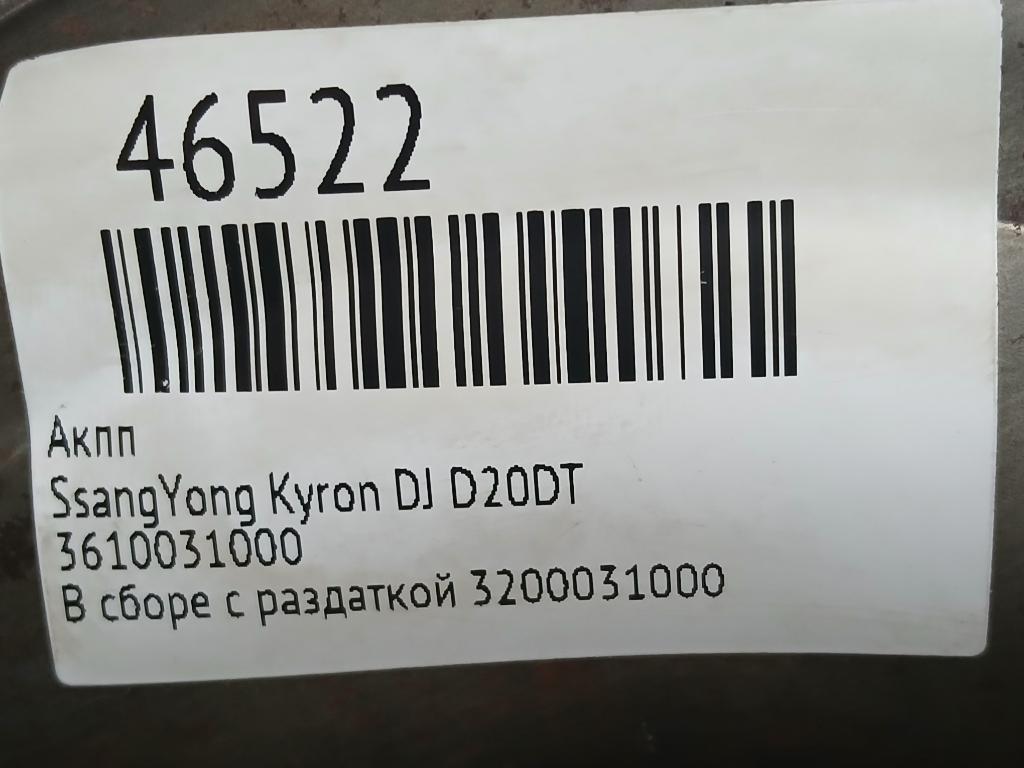 46522
Акпп
SsangYong Kyron DJ D20DT
3610031000
В сборе с раздаткой 3200031000